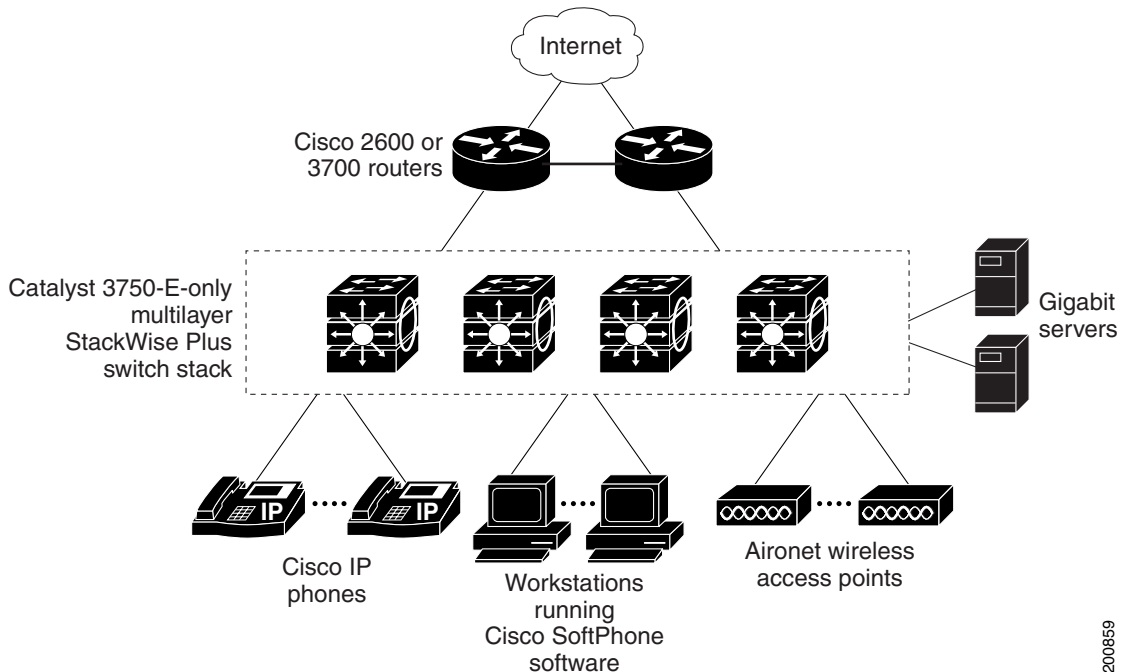 Internet
Cisco 2600 or
3700 routers
Catalyst 3750-E-only
multilayer
StackWise Plus
switch stack
Gigabit
servers
IP
IP
Cisco IP
phones
Workstations
running
Cisco SoftPhone
software
Aironet wireless
access points
200859